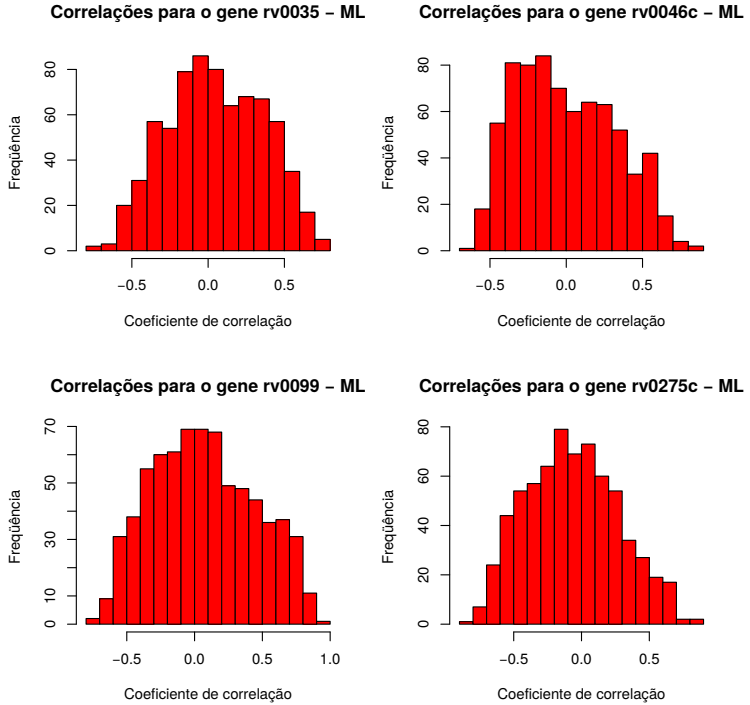 Correlações para o gene rv0035 − ML
Freqüência
0 20 40 60 80
−0.5 0.0 0.5
Coeficiente de correlação
Correlações para o gene rv0046c − ML
Freqüência
0 20 40 60 80
−0.5 0.0 0.5
Coeficiente de correlação
Correlações para o gene rv0099 − ML
Freqüência
0 10 30 50 70
−0.5 0.0 0.5 1.0
Coeficiente de correlação
Correlações para o gene rv0275c − ML
Freqüência
0 20 40 60 80
−0.5 0.0 0.5
Coeficiente de correlação